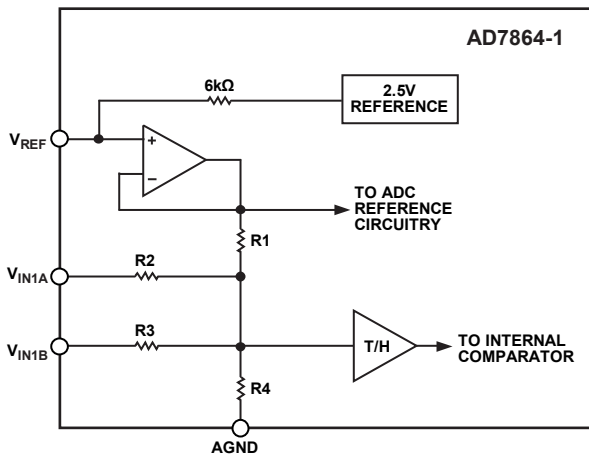 AD7864-1
6kΩ
2.5V
REFERENCE
VREF
+
–
TO ADC
REFERENCE
CIRCUITRY
R1
VIN1A
R2
VIN1B
R3
T/H
TO INTERNAL
COMPARATOR
R4
AGND